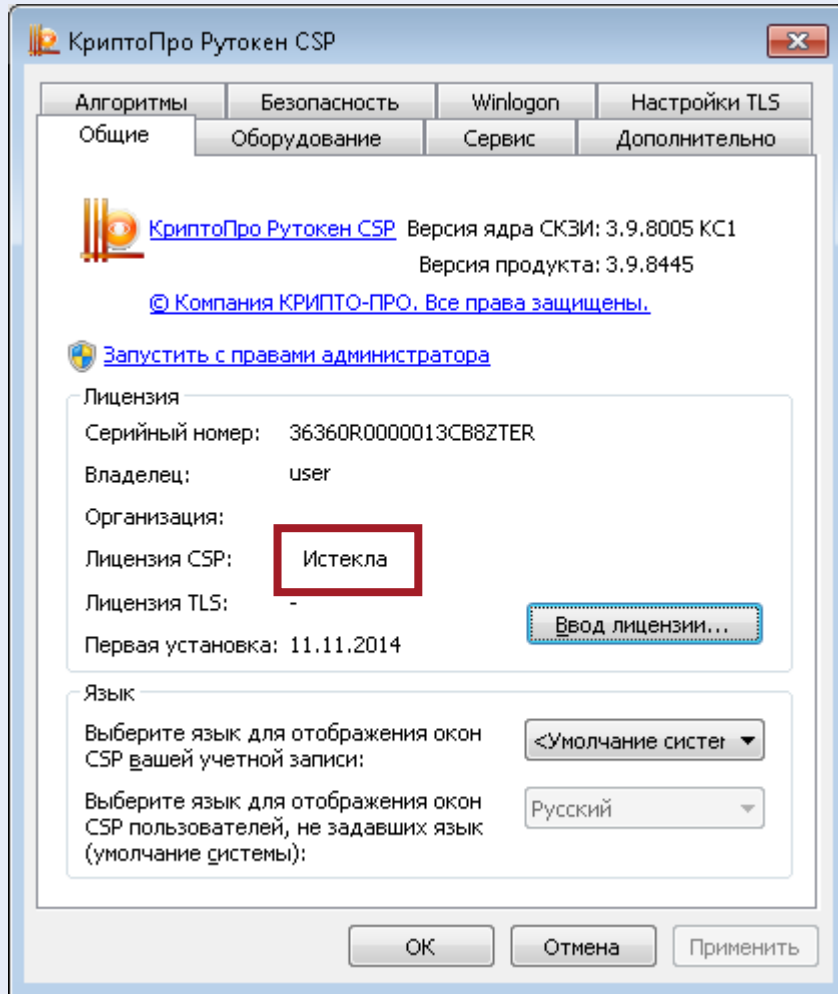 КриптоПро Рутокен CSP
Алгоритмы Безопасность Winlogon Настройки TLS
Общие Оборудование Сервис Дополнительно
КриптоПро Рутокен CSP Версия ядра СКЗИ: 3.9.8005 КС1
Версия продукта: 3.9.8445
© Компания КРИПТО-ПРО. Все права защищены.
Запустить с правами администратора
Лицензия
Серийный номер: 36360R0000013CB8ZTER
Владелец: user
Организация:
Лицензия CSP: Истекла
Лицензия TLS: -
Ввод лицензии...
Первая установка: 11.11.2014
Язык
Выберите язык для отображения окон
CSP вашей учетной записи:
<Умолчание систег
Выберите язык для отображения окон
CSP пользователей, не задавших язык
(умолчание системы):
Русский
ОК Отмена Применить